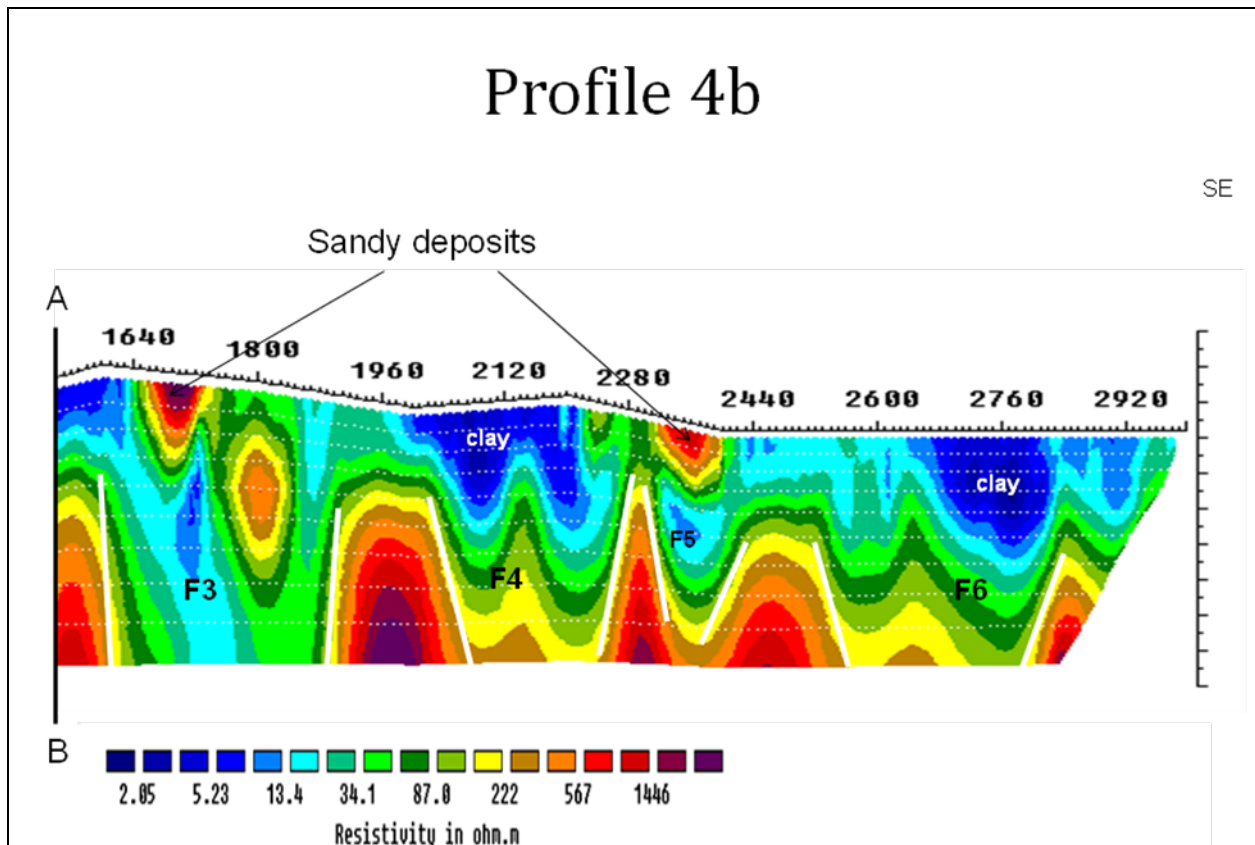 Profile 4b
SE
Sandy deposits
A
1640
1800
1960
2120
2280
2440
2600
2760
2920
clay
clay
F5
F3
F4
F6
B
2.05 5.23 13.4 34.1 87.0 222 567 1446
Resistivity in ohm.m